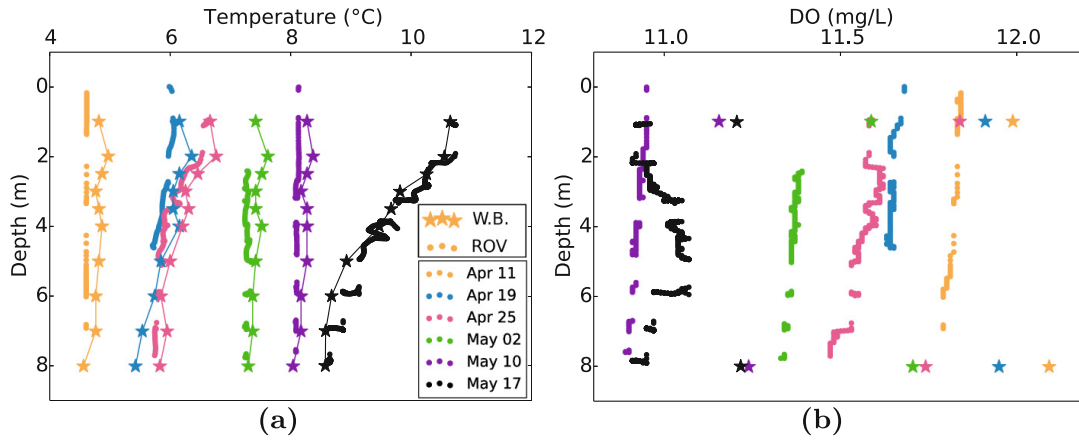 Temperature (°C)
4 6 8 10 12
0
2
4
6
8
Depth (m)
W.B.
ROV
Apr 11
Apr 19
Apr 25
May 02
May 10
May 17
(a)
DO (mg/L)
11.0 11.5 12.0
0
2
4
6
8
Depth (m)
(b)